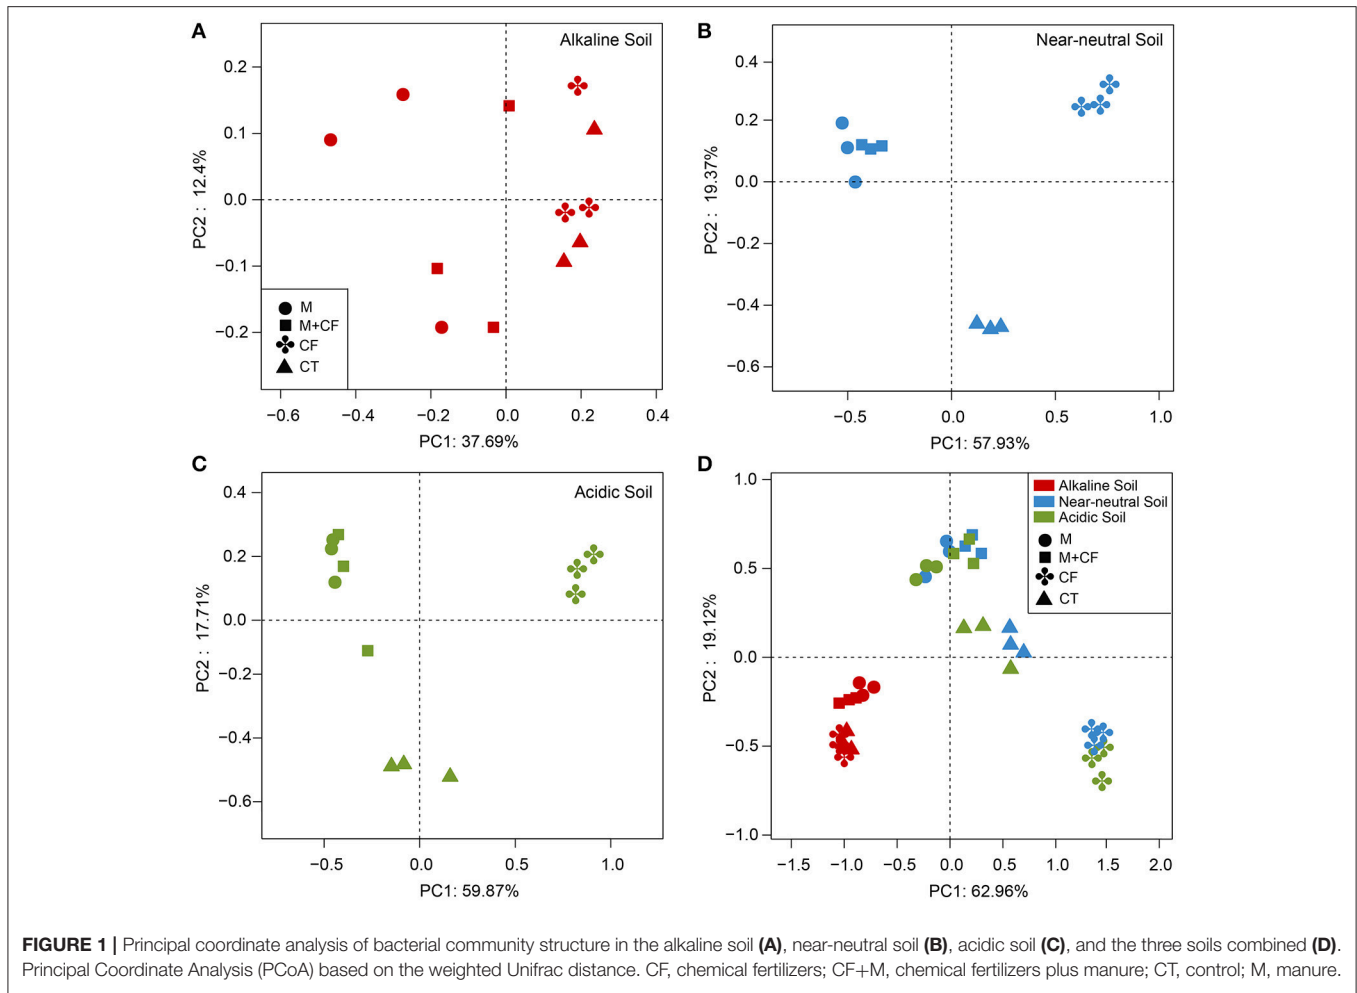 A
Alkaline Soil
0.2
0.1
0.0
−0.1
−0.2
PC2 : 12.4%
M
M+CF
CF
CT
−0.6 −0.4 −0.2 0.0 0.2 0.4
PC1: 37.69%
B
Near-neutral Soil
0.4
0.2
0.0
−0.2
−0.4
−0.6
PC2 : 19.37%
−0.5 0.0 0.5 1.0
PC1: 57.93%
C
Acidic Soil
0.4
0.2
0.0
−0.2
−0.4
−0.6
PC2 : 17.71%
−0.5 0.0 0.5 1.0
PC1: 59.87%
D
Alkaline Soil
Near-neutral Soil
Acidic Soil
M
M+CF
CF
CT
1.0
0.5
0.0
−0.5
−1.0
PC2 : 19.12%
−1.5 −1.0 −0.5 0.0 0.5 1.0 1.5 2.0
PC1: 62.96%
FIGURE 1 | Principal coordinate analysis of bacterial community structure in the alkaline soil (A), near-neutral soil (B), acidic soil (C), and the three soils combined (D).
Principal Coordinate Analysis (PCoA) based on the weighted Unifrac distance. CF, chemical fertilizers; CF+M, chemical fertilizers plus manure; CT, control; M, manure.